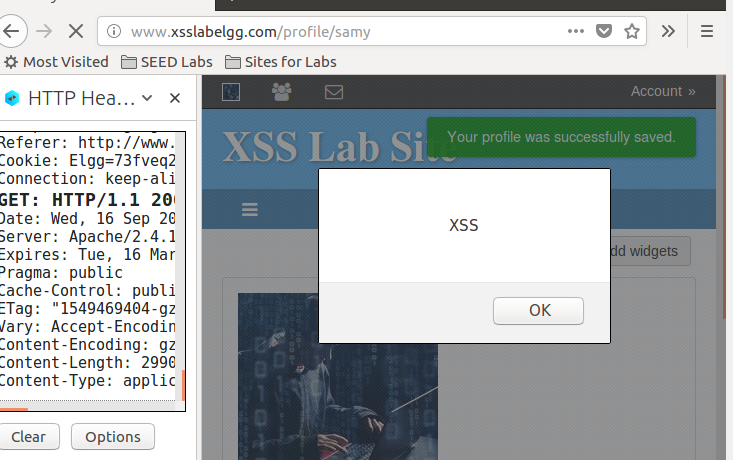 www.xsslabelgg.com/profile/samy
Most Visited SEED Labs Sites for Labs
HTTP Hea...
Account »
Your profile was successfully saved.
XSS Lab Site
Referer: http://www.
Cookie: Elgg=73fveq2
Connection: keep-ali
GET: HTTP/1.1 20
Date: Wed, 16 Sep 20
Server: Apache/2.4.1
Expires: Tue, 16 Mar
Pragma: public
Cache-Control: publi
ETag: "1549469404-gz
Vary: Accept-Encodin
Content-Encoding: gz
Content-Length: 2990
Content-Type: applic
Clear Options
XSS
OK
dd widgets